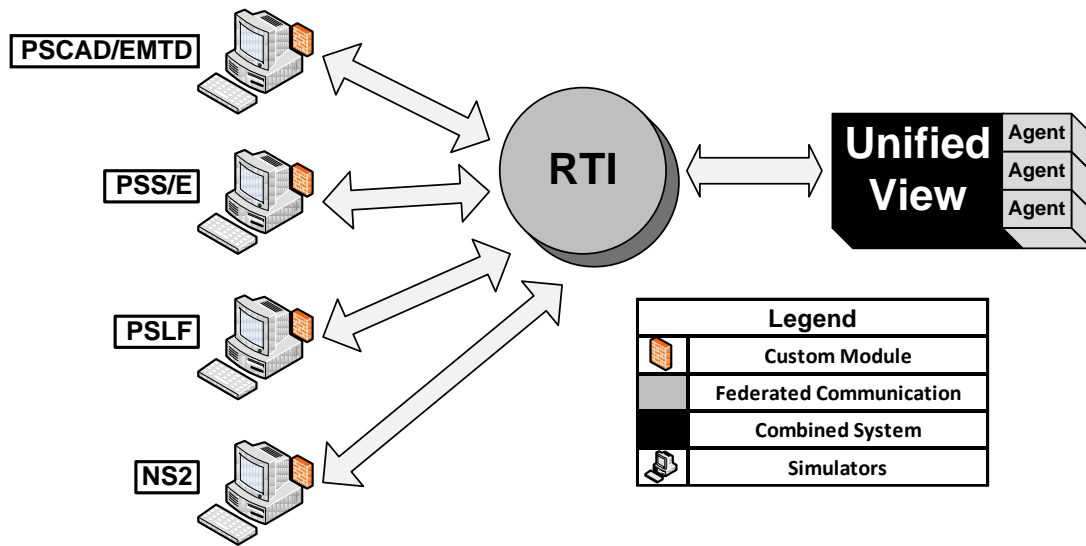 PSCAD/EMTD
PSS/E
PSLF
NS2
RTI
Unified
View
Agent
Agent
Agent
Legend
Custom Module
Federated Communication
Combined System
Simulators